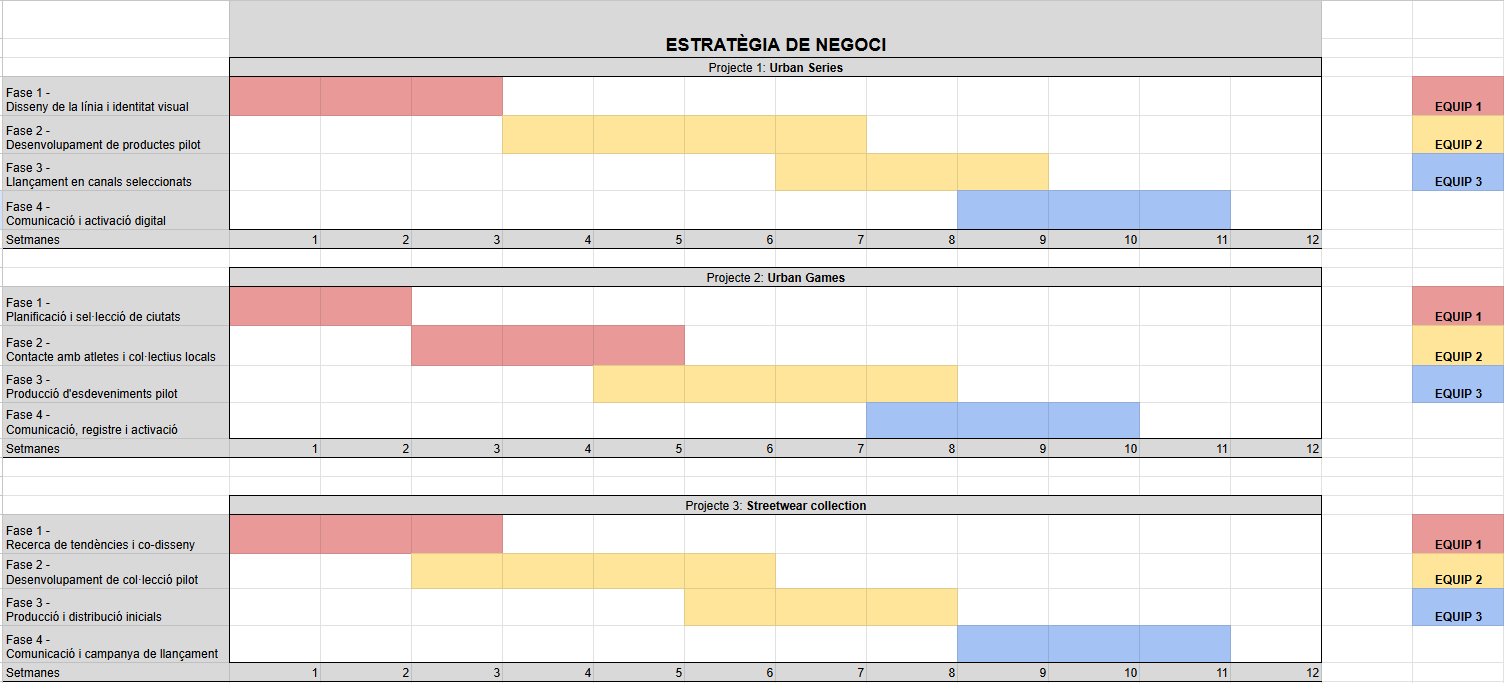 ESTRATÈGIA DE NEGOCI
Projecte 1: Urban Series
Fase 1 -
Disseny de la línia i identitat visual
EQUIP 1
Fase 2 -
Desenvolupament de productes pilot
EQUIP 2
Fase 3 -
Llançament en canals seleccionats
EQUIP 3
Fase 4 -
Comunicació i activació digital
Setmanes 1 2 3 4 5 6 7 8 9 10 11 12
Projecte 2: Urban Games
Fase 1 -
Planificació i sel·lecció de ciutats
EQUIP 1
Fase 2 -
Contacte amb atletes i col·lectius locals
EQUIP 2
Fase 3 -
Producció d'esdeveniments pilot
EQUIP 3
Fase 4 -
Comunicació, registre i activació
Setmanes 1 2 3 4 5 6 7 8 9 10 11 12
Projecte 3: Streetwear collection
Fase 1 -
Recerca de tendències i co-disseny
EQUIP 1
Fase 2 -
Desenvolupament de col·lecció pilot
EQUIP 2
Fase 3 -
Producció i distribució inicials
EQUIP 3
Fase 4 -
Comunicació i campanya de llançament
Setmanes 1 2 3 4 5 6 7 8 9 10 11 12